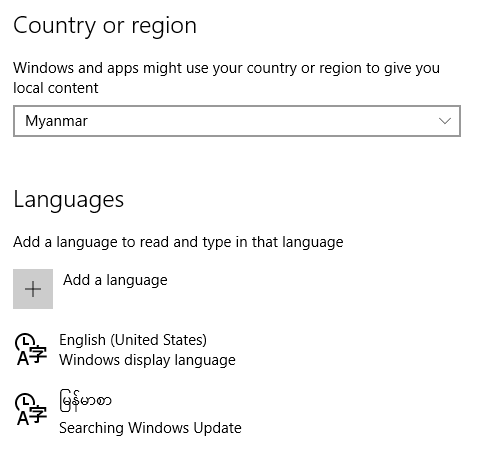 Country or region
Windows and apps might use your country or region to give you
local content
Myanmar
Languages
Add a language to read and type in that language
Add a language
English (United States)
Windows display language
မြန်မာစာ
Searching Windows Update